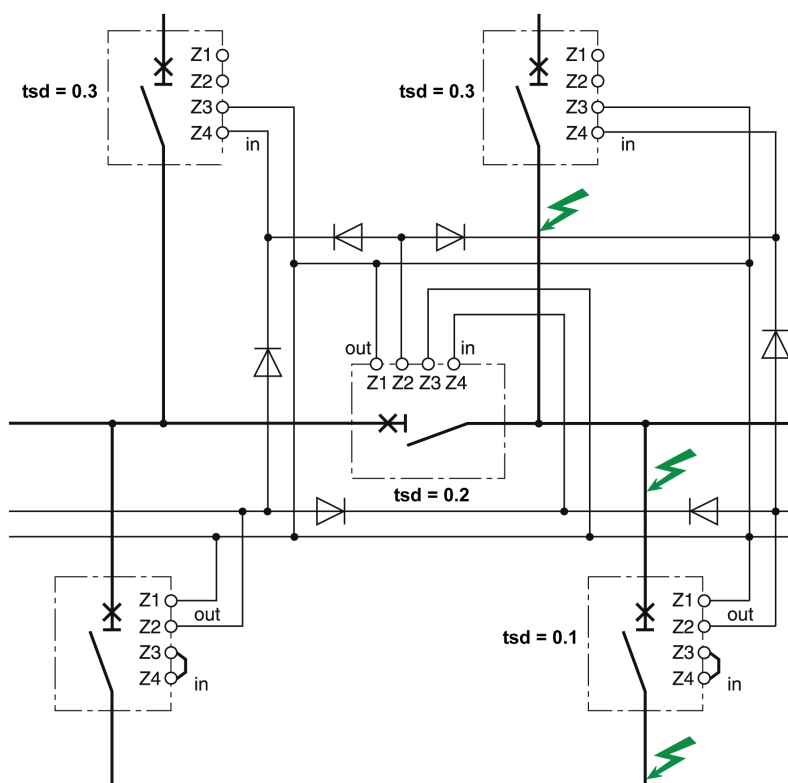 Z1
Z2
tsd = 0.3
Z3
Z4
in
Z1
Z2
tsd = 0.3
Z3
Z4
in
out
in
Z1 Z2 Z3 Z4
tsd = 0.2
Z1
out
Z2
Z3
Z4
in
Z1
out
Z2
tsd = 0.1
Z3
Z4
in